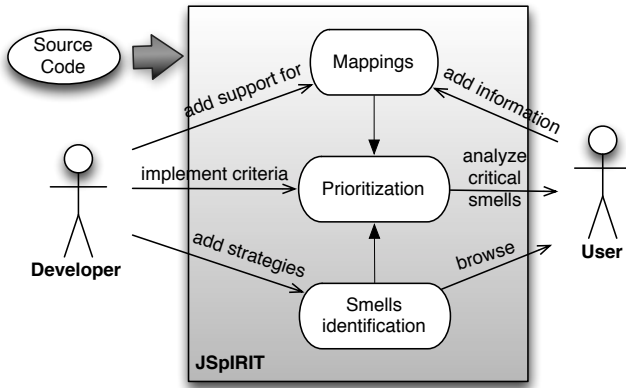 Source
Code
Mappings
add support for
add information
implement criteria
Prioritization
analyze
critical
smells
Developer
User
add strategies
browse
Smells
identification
JSpIRIT